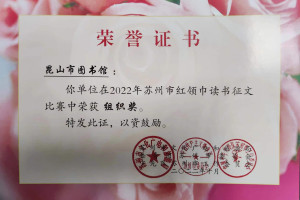 荣誉证书
昆山市图书馆：
你单位在2022年苏州市红领巾读书征文
比赛中荣获 组织奖。
特发此证，以资鼓励。